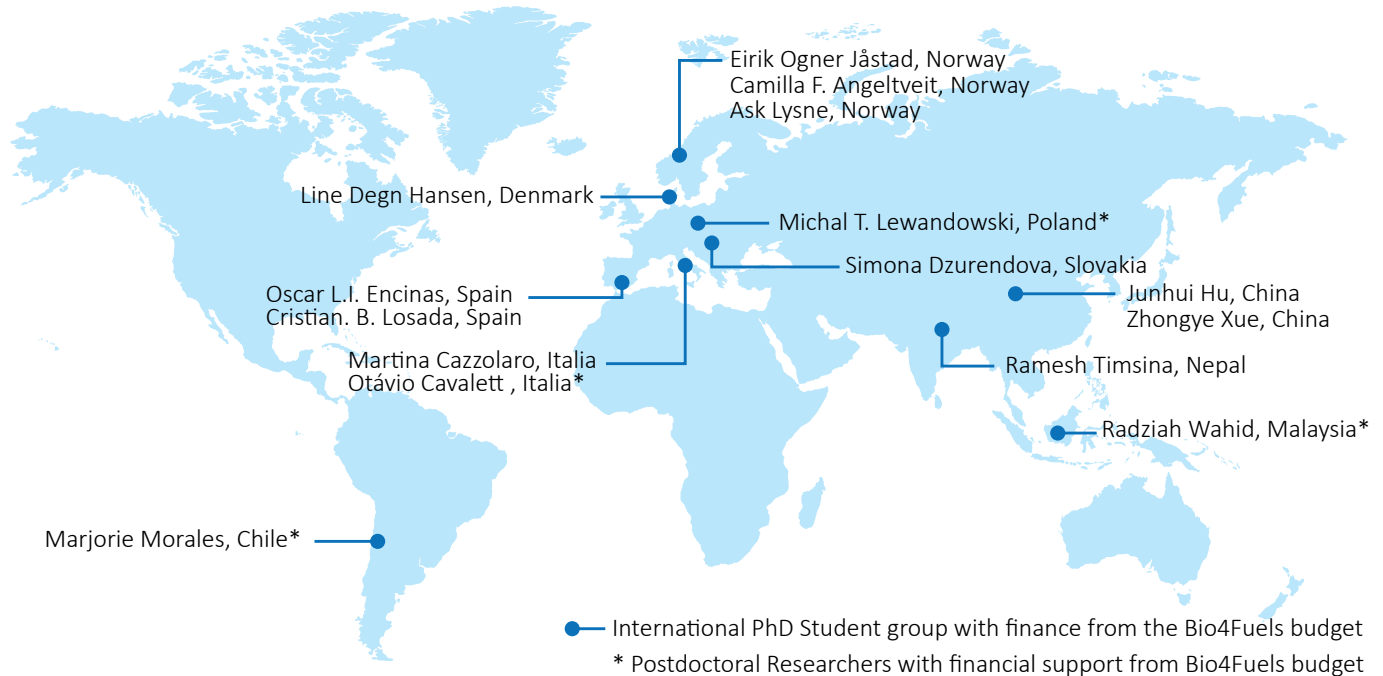 Eirik Ogner Jåstad, Norway
Camilla F. Angeltveit, Norway
Ask Lysne, Norway
Line Degn Hansen, Denmark
Michal T. Lewandowski, Poland*
Simona Dzurendova, Slovakia
Oscar L.I. Encinas, Spain
Cristian. B. Losada, Spain
Junhui Hu, China
Zhongye Xue, China
Martina Cazzolaro, Italia
Otávio Cavalett , Italia*
Ramesh Timsina, Nepal
Radziah Wahid, Malaysia*
Marjorie Morales, Chile*
International PhD Student group with finance from the Bio4Fuels budget
* Postdoctoral Researchers with financial support from Bio4Fuels budget